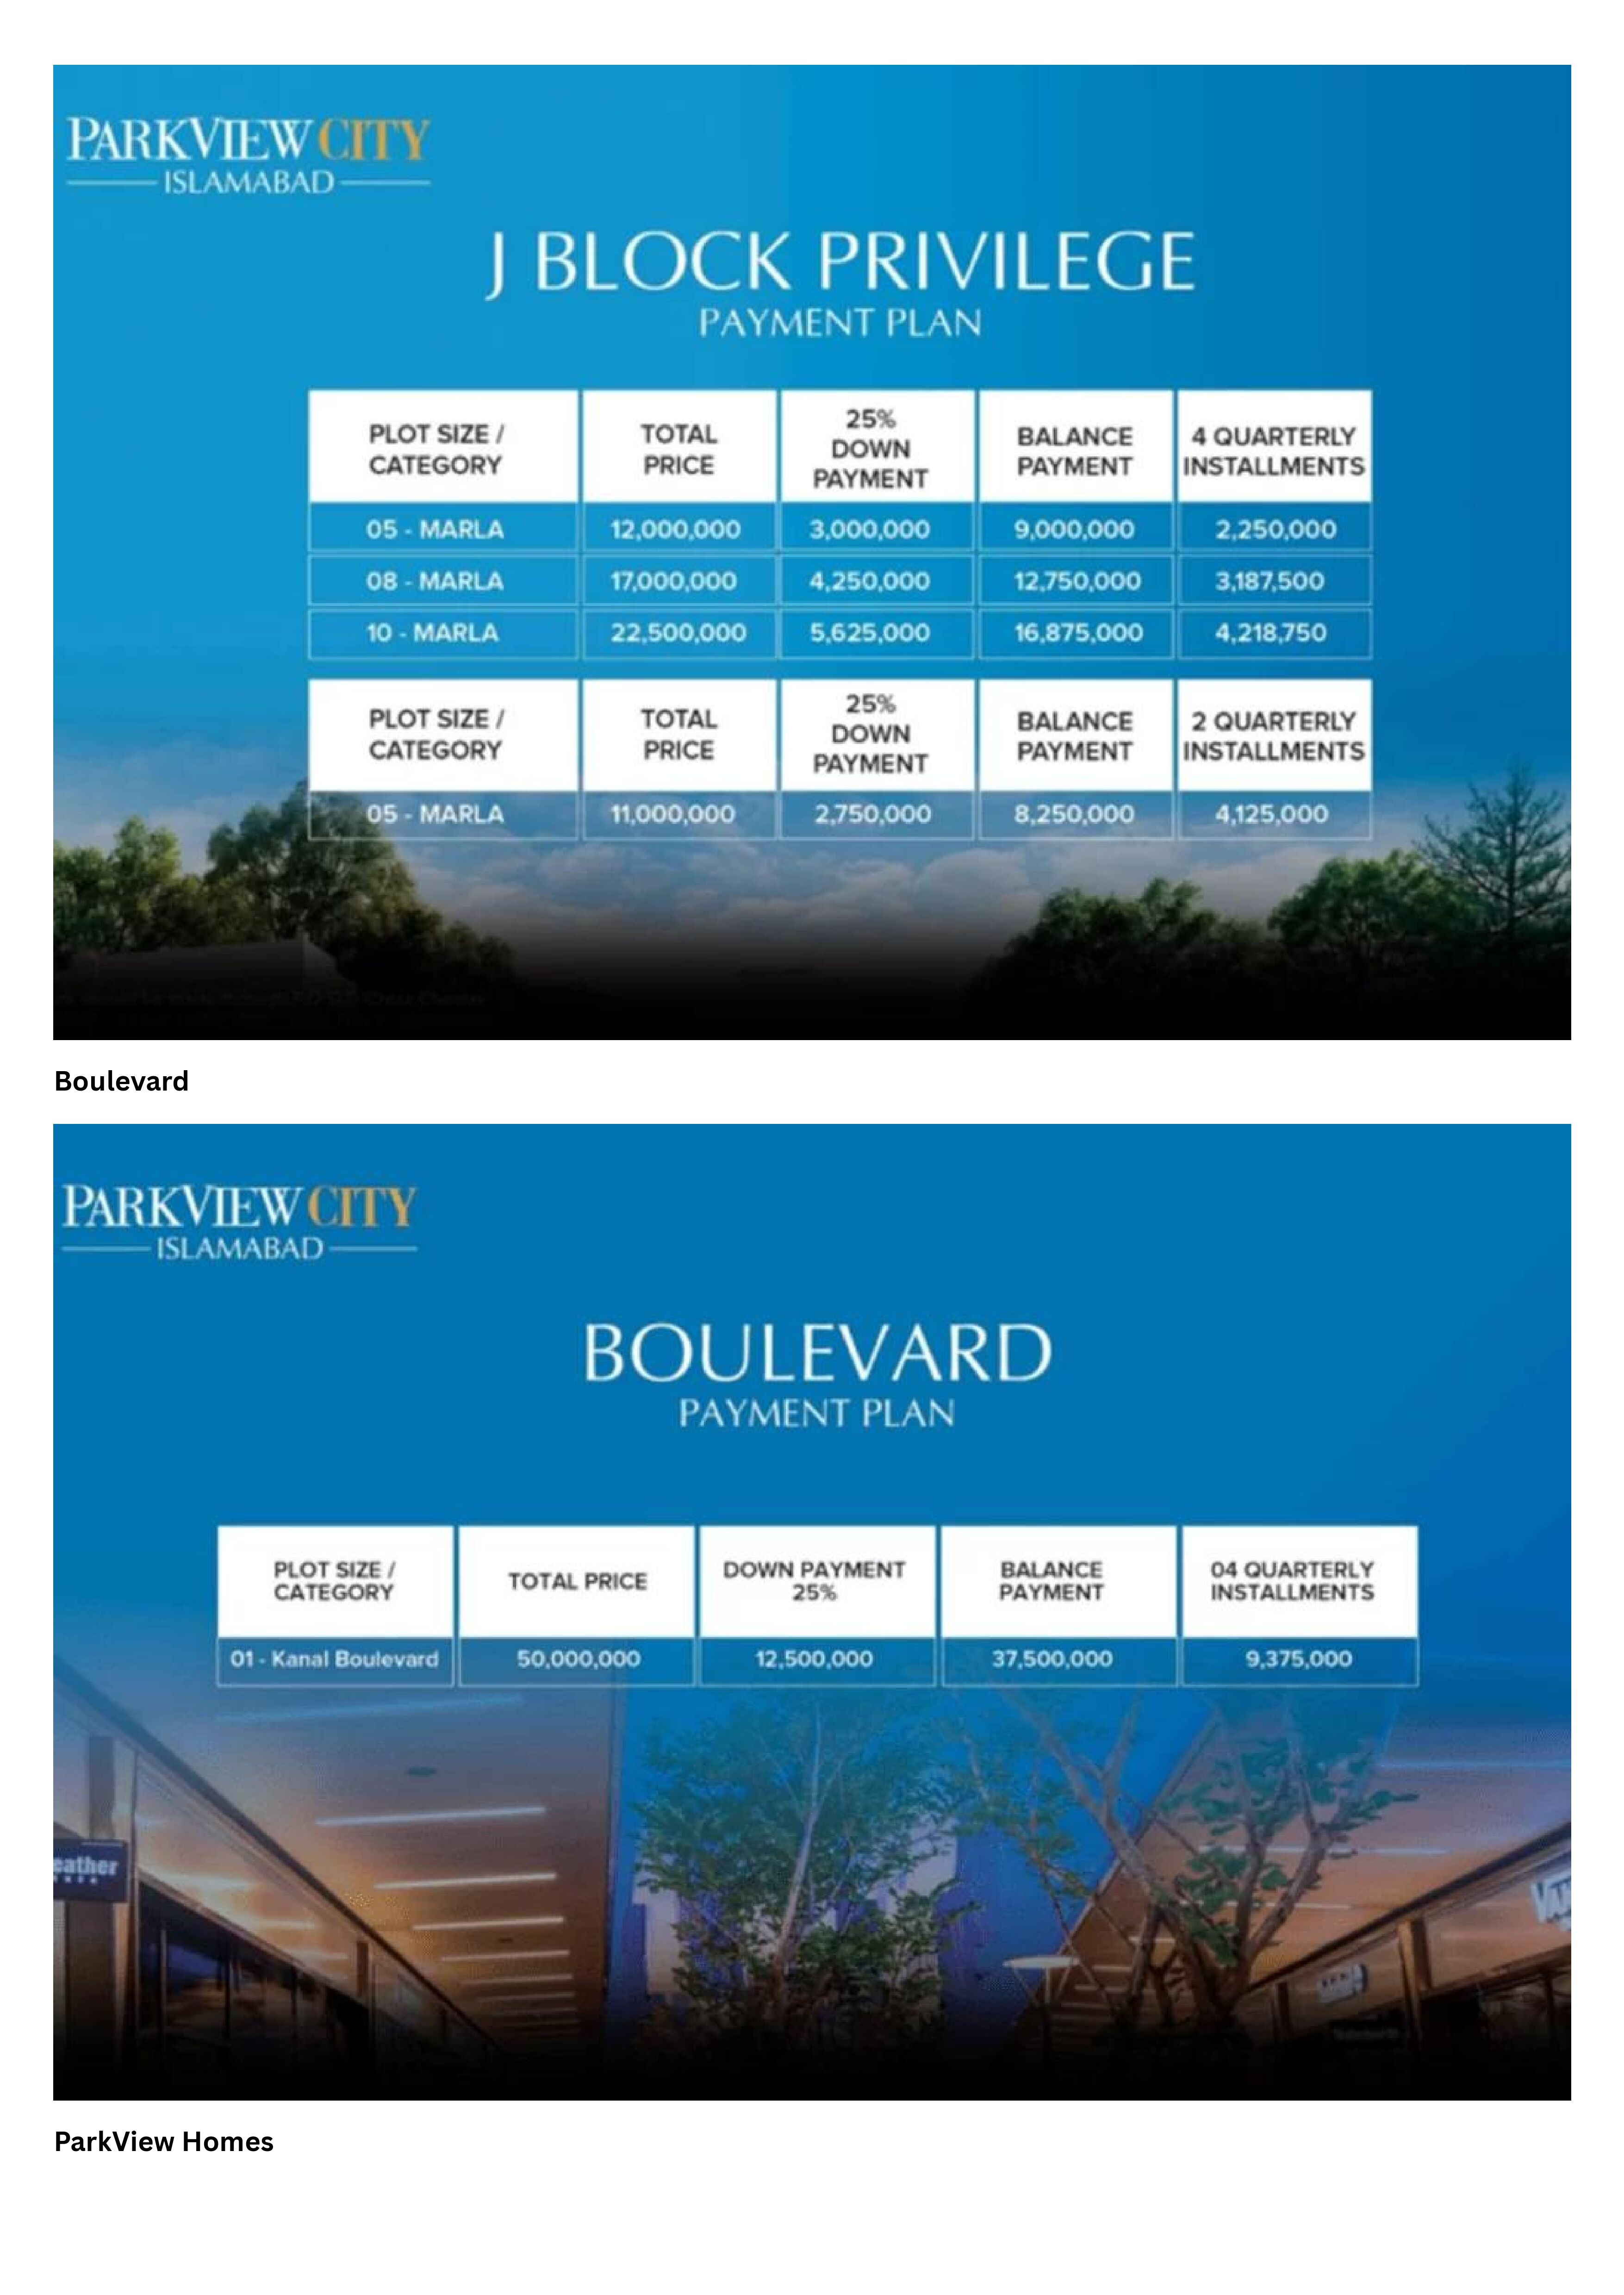 PARKVIEW CITY
ISLAMABAD
J BLOCK PRIVILEGE
PAYMENT PLAN
PLOT SIZE / CATEGORY TOTAL PRICE 25% DOWN PAYMENT BALANCE PAYMENT 4 QUARTERLY INSTALLMENTS
05 - MARLA 12,000,000 3,000,000 9,000,000 2,250,000
08 - MARLA 17,000,000 4,250,000 12,750,000 3,187,500
10 - MARLA 22,500,000 5,625,000 16,875,000 4,218,750
PLOT SIZE / CATEGORY TOTAL PRICE 25% DOWN PAYMENT BALANCE PAYMENT 2 QUARTERLY INSTALLMENTS
05 - MARLA 11,000,000 2,750,000 8,250,000 4,125,000
Boulevard
PARKVIEW CITY
ISLAMABAD
BOULEVARD
PAYMENT PLAN
PLOT SIZE / CATEGORY TOTAL PRICE DOWN PAYMENT 25% BALANCE PAYMENT 04 QUARTERLY INSTALLMENTS
01 - Kanal Boulevard 50,000,000 12,500,000 37,500,000 9,375,000
eather
ParkView Homes